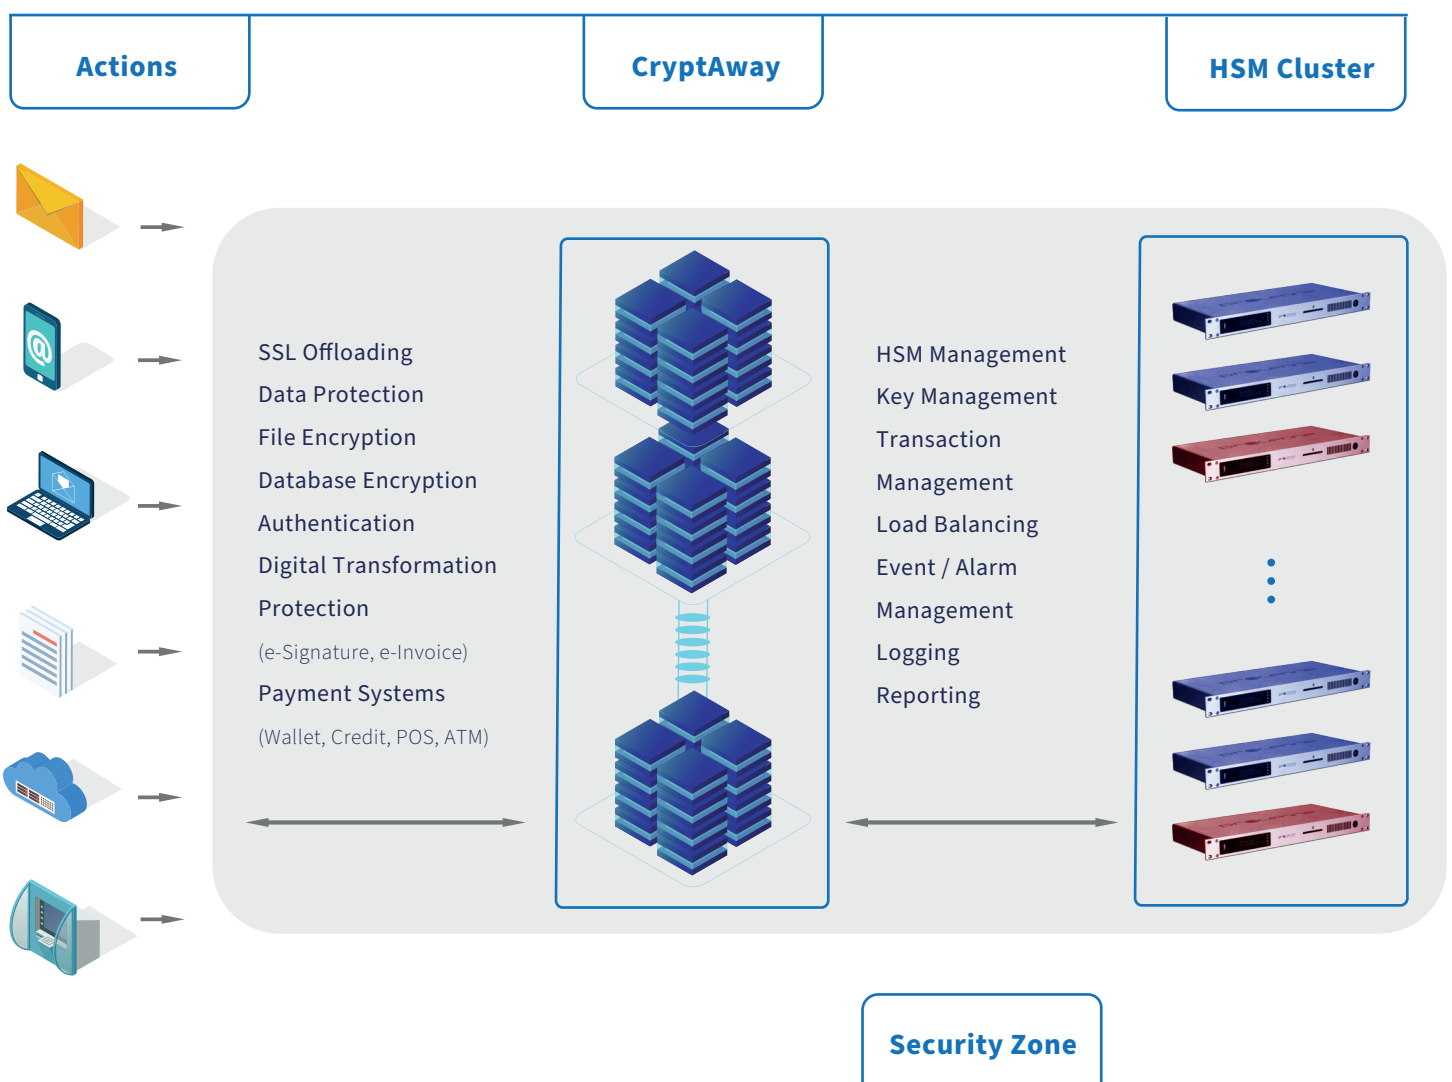 Actions
CryptAway
HSM Cluster
SSL Offloading
Data Protection
File Encryption
Database Encryption
Authentication
Digital Transformation
Protection
(e-Signature, e-Invoice)
Payment Systems
(Wallet, Credit, POS, ATM)
HSM Management
Key Management
Transaction
Management
Load Balancing
Event / Alarm
Management
Logging
Reporting
Security Zone